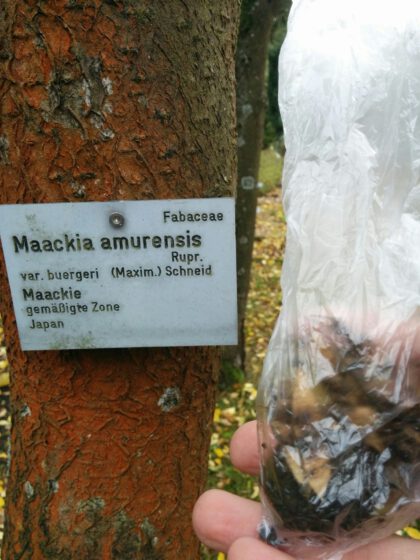 Fabaceae
Maackia amurensis
Rupr.
var. buergeri (Maxim.) Schneid
Maackie
gemäßigte Zone
Japan